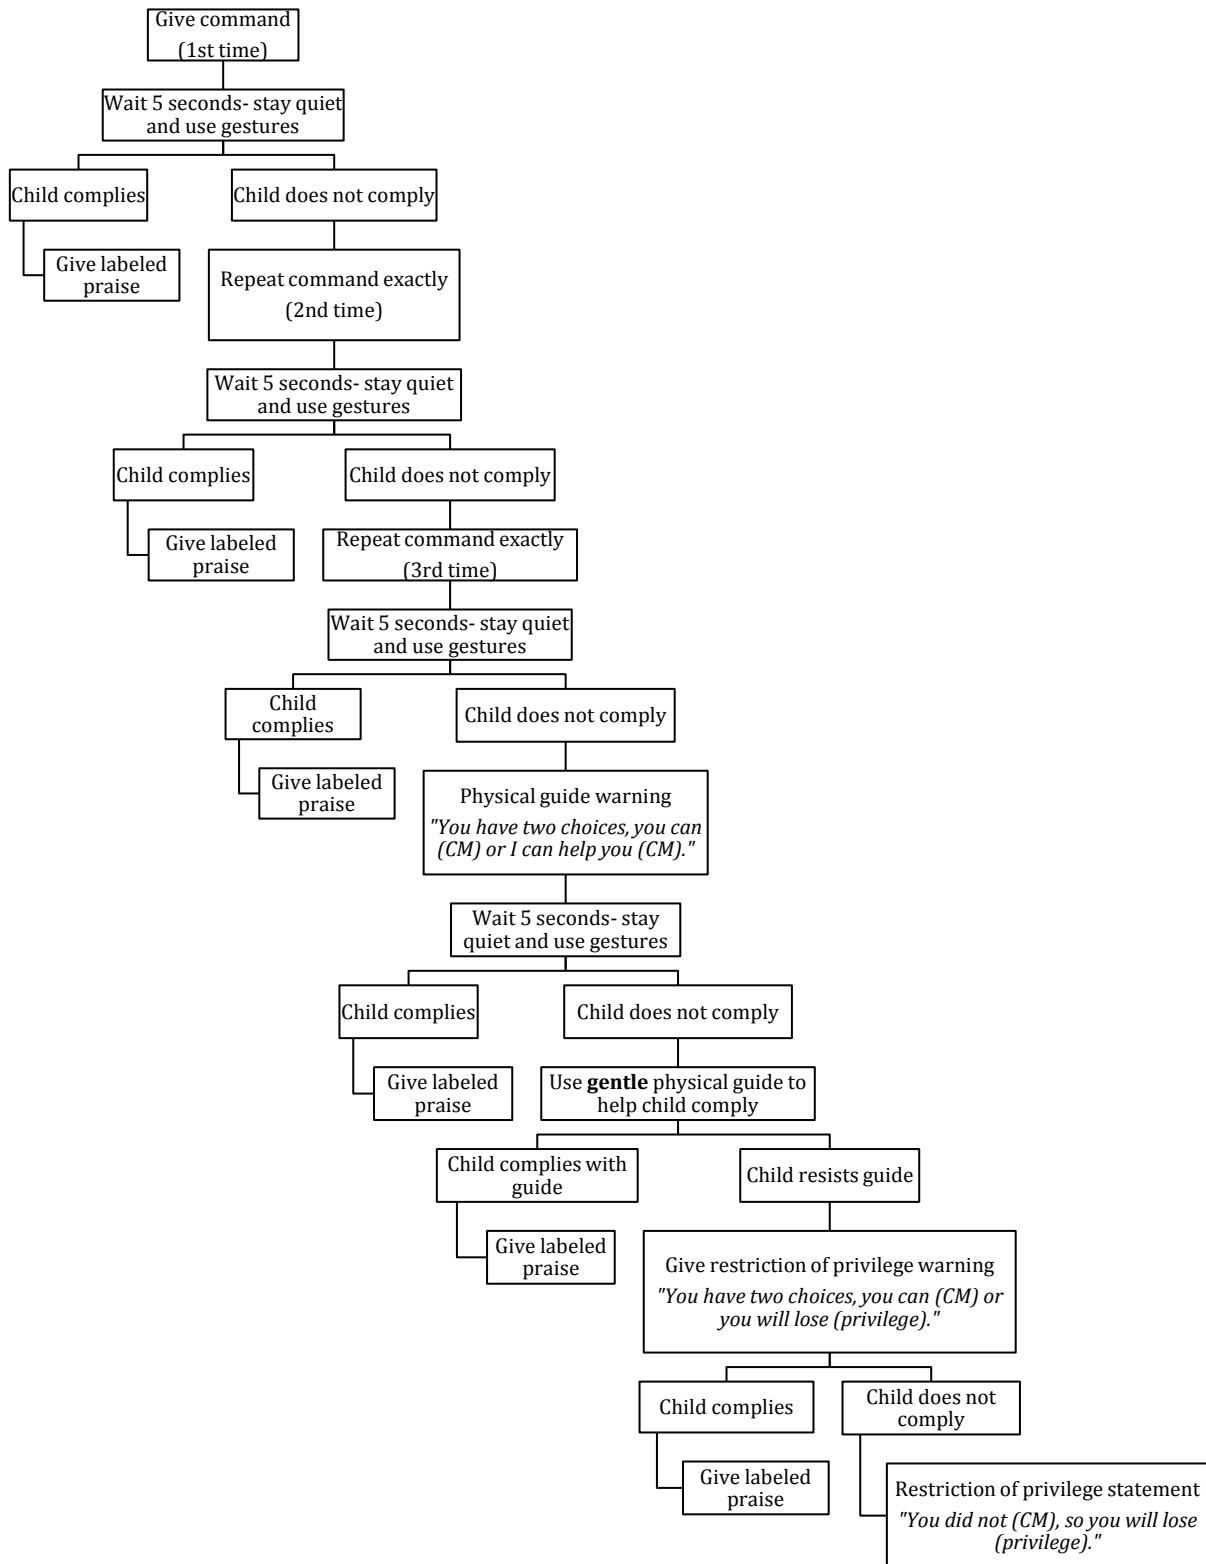 Give command
(1st time)
Wait 5 seconds- stay quiet
and use gestures
Child complies
Child does not comply
Give labeled
praise
Repeat command exactly
(2nd time)
Wait 5 seconds- stay quiet
and use gestures
Child complies
Child does not comply
Give labeled
praise
Repeat command exactly
(3rd time)
Wait 5 seconds- stay quiet
and use gestures
Child
complies
Child does not comply
Give labeled
praise
Physical guide warning
"You have two choices, you can
(CM) or I can help you (CM)."
Wait 5 seconds- stay
quiet and use gestures
Child complies
Child does not comply
Give labeled
praise
Use gentle physical guide to
help child comply
Child complies with
guide
Child resists guide
Give labeled
praise
Give restriction of privilege warning
"You have two choices, you can (CM) or
you will lose (privilege)."
Child complies
Child does not
comply
Give labeled
praise
Restriction of privilege statement
"You did not (CM), so you will lose
(privilege)."